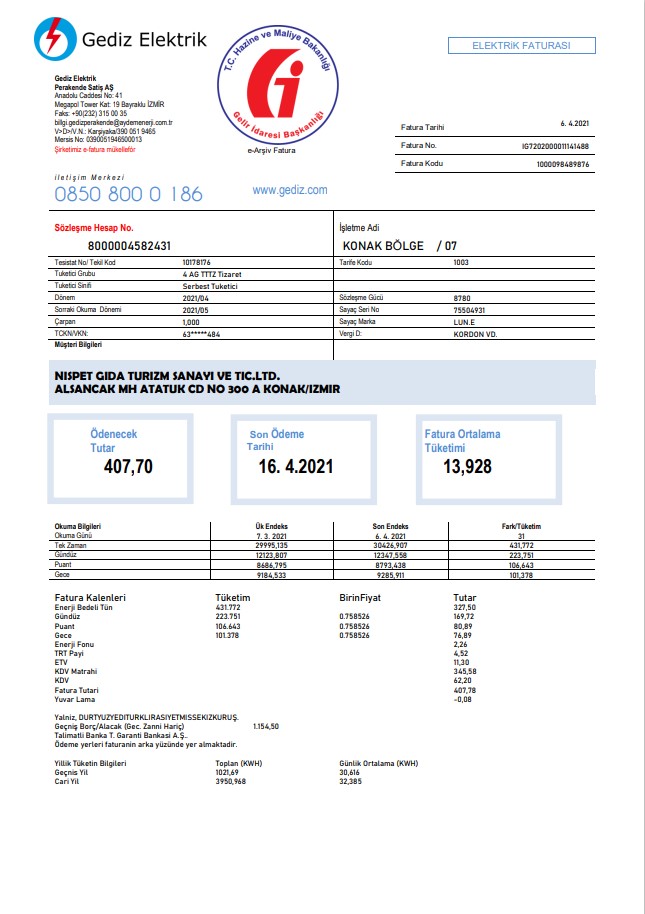 Gediz Elektrik
T.C. Hazine ve Maliye Bakanlığı
Gelir İdaresi Başkanlığı
e-Arşiv Fatura
ELEKTRİK FATURASI
Gediz Elektrik
Perakende Satiş AŞ
Anadolu Caddesi No: 41
Megapol Tower Kat: 19 Bayraklu İZMİR
Faks: +90(232) 315 00 35
bilgi.gedizperakende@aydemenerji.com.tr
V>D>/V.N.: Karşiyaka/390 051 9465
Mersis No: 0390051946500013
Şirketimiz e-fatura mükellefór
Fatura Tarihi 6. 4.2021
Fatura No. IG7202000011141488
Fatura Kodu 1000098489876
iletişim Merkezi
0850 800 0 186
www.gediz.com
Sözleşme Hesap No.
8000004582431
İşletme Adi
KONAK BÖLGE / 07
Tesistat No/ Tekil Kod 10178176 Tarife Kodu 1003
Tuketici Grubu 4 AG TTTZ Tizaret
Tuketici Sinifi Serbest Tuketici
Dönem 2021/04 Sözleşme Gücü 8780
Sorraki Okuma Dönemi 2021/05 Sayaç Seri No 75504931
Çarpan 1,000 Sayaş Marka LUN.E
TCKN/VKN: 63*****484 Vergi D: KORDON VD.
Müşteri Bilgileri
NISPET GIDA TURIZM SANAYI VE TIC.LTD.
ALSANCAK MH ATATUK CD NO 300 A KONAK/IZMIR
Ödenecek
Tutar
407,70
Son Ödeme
Tarihi
16. 4.2021
Fatura Ortalama
Tüketimi
13,928
Okuma Bilgileri Ük Endeks Son Endeks Fark/Tüketim
Okuma Günü 7. 3. 2021 6. 4. 2021 31
Tek Zaman 29995,135 30426,907 431,772
Gündüz 12123,807 12347,558 223,751
Puant 8686,795 8793,438 106,643
Gece 9184,533 9285,911 101,378
Fatura Kalenleri Tüketim BirinFiyat Tutar
Enerji Bedeli Tün 431.772 327,50
Gündüz 223.751 0.758526 169,72
Puant 106.643 0.758526 80,89
Gece 101.378 0.758526 76,89
Enerji Fonu 2,26
TRT Payi 4,52
ETV 11,30
KDV Matrahi 345,58
KDV 62,20
Fatura Tutari 407,78
Yuvar Lama -0,08
Yalniz, DURTYUZYEDITURKLIRASIYETMISSEKIZKURUŞ.
Geçniş Borç/Alacak (Gec. Zanni Hariç) 1.154,50
Talimatli Banka T. Garanti Bankasi A.Ş..
Ödeme yerleri faturanin arka yüzünde yer almaktadir.
Yillik Tüketin Bilgileri Toplan (KWH) Günlik Ortalama (KWH)
Geçnis Yil 1021,69 30,616
Cari Yil 3950,968 32,385